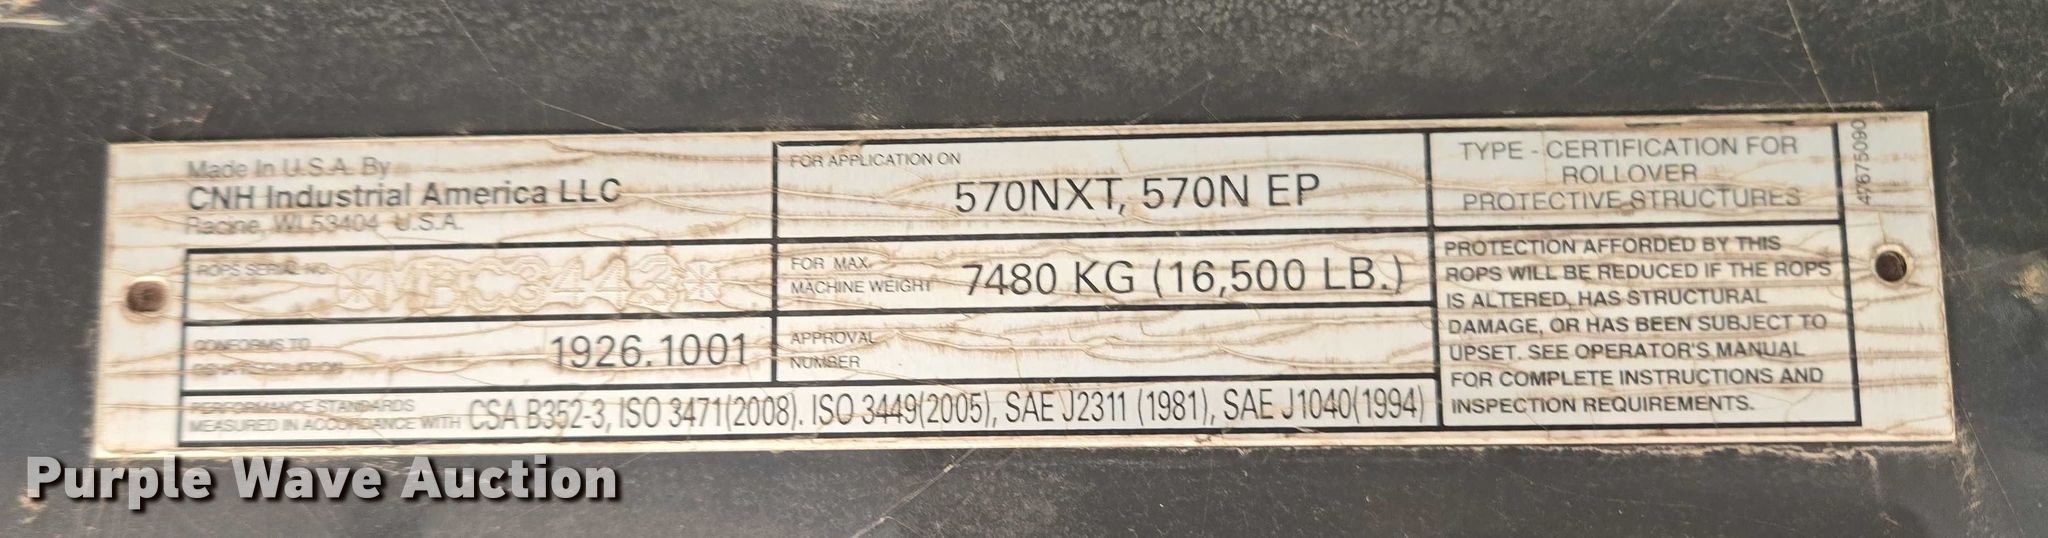 Made In U.S.A. By
CNH Industrial America LLC
Racine, WI 53404 U.S.A.
ROPS SERIAL NO.
CONFORMS TO
OSHA REGULATION
1926.1001
PERFORMANCE STANDARDS
MEASURED IN ACCORDANCE WITH CSA B352-3, ISO 3471(2008). ISO 3449(2005), SAE J2311 (1981), SAE J1040(1994)
FOR APPLICATION ON
570NXT, 570N EP
FOR MAX.
MACHINE WEIGHT
7480 KG (16,500 LB.)
APPROVAL
NUMBER
TYPE - CERTIFICATION FOR
ROLLOVER
PROTECTIVE STRUCTURES
PROTECTION AFFORDED BY THIS
ROPS WILL BE REDUCED IF THE ROPS
IS ALTERED, HAS STRUCTURAL
DAMAGE, OR HAS BEEN SUBJECT TO
UPSET. SEE OPERATOR'S MANUAL
FOR COMPLETE INSTRUCTIONS AND
INSPECTION REQUIREMENTS.
47675090
Purple Wave Auction